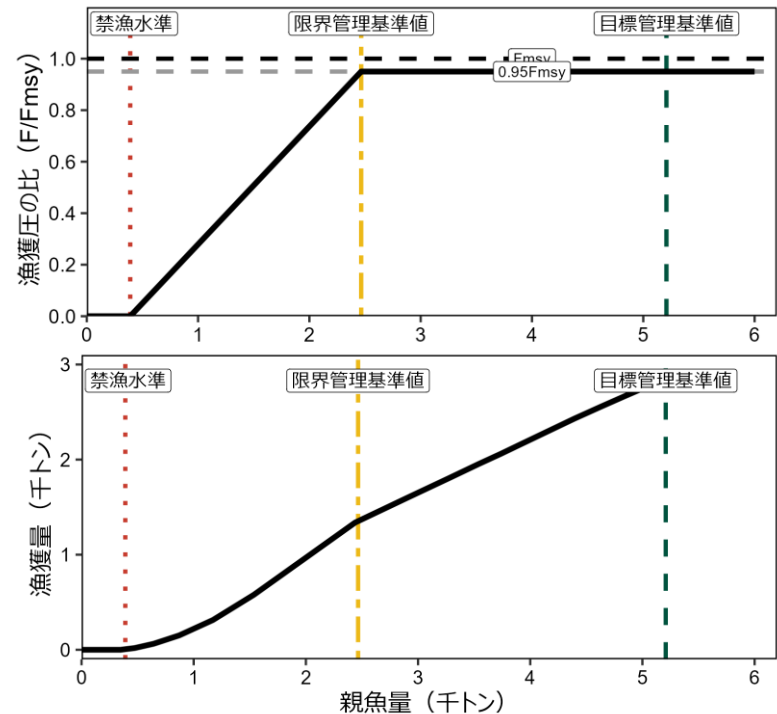 禁漁水準 限界管理基準値 目標管理基準値
漁獲圧の比（F/Fmsy）
1.0
0.8
0.6
0.4
0.2
0.0
Fmsy
0.95Fmsy
0 1 2 3 4 5 6
禁漁水準 限界管理基準値 目標管理基準値
漁獲量（千トン）
3
2
1
0
0 1 2 3 4 5 6
親魚量（千トン）